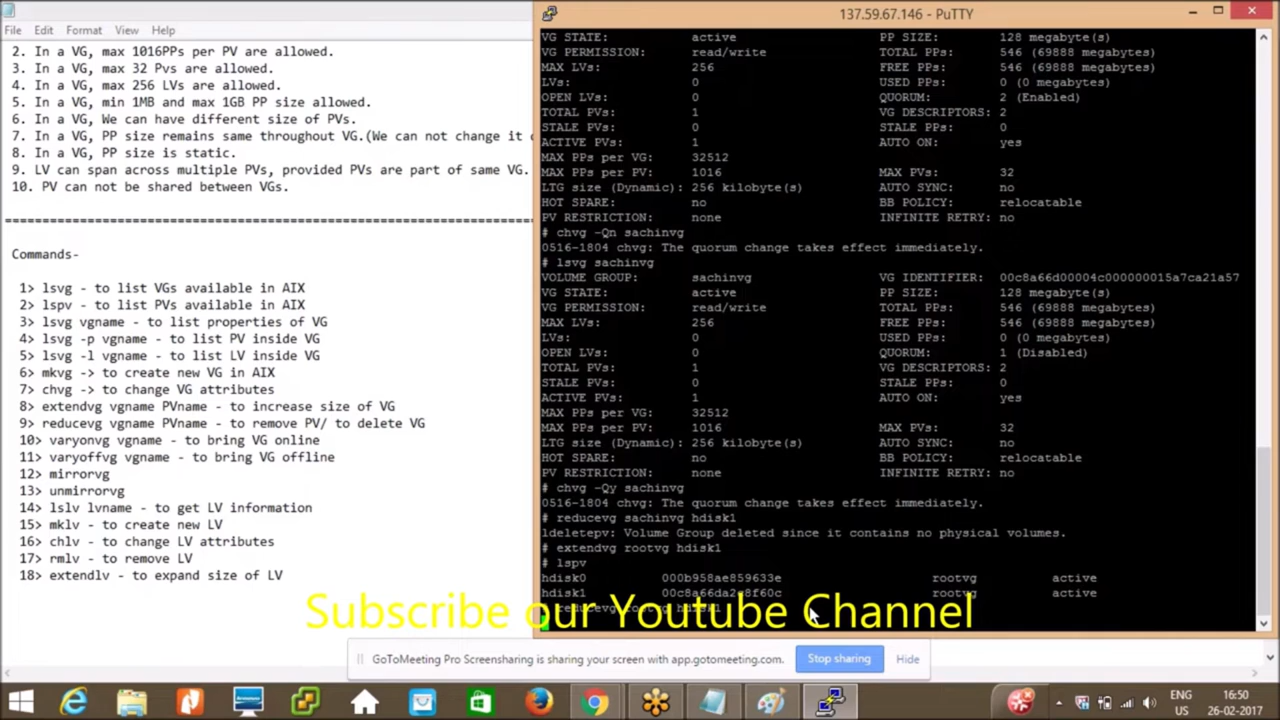 137.59.67.146 - PuTTY
File Edit Format View Help
2. In a VG, max 1016PPs per PV are allowed.
3. In a VG, max 32 Pvs are allowed.
4. In a VG, max 256 LVs are allowed.
5. In a VG, min 1MB and max 1GB PP size allowed.
6. In a VG, We can have different size of PVs.
7. In a VG, PP size remains same throughout VG.(We can not change it
8. In a VG, PP size is static.
9. LV can span across multiple PVs, provided PVs are part of same VG.
10. PV can not be shared between VGs.
Commands-
1> lsvg - to list VGs available in AIX
2> lspv - to list PVs available in AIX
3> lsvg vgname - to list properties of VG
4> lsvg -p vgname - to list PV inside VG
5> lsvg -l vgname - to list LV inside VG
6> mkvg -> to create new VG in AIX
7> chvg -> to change VG attributes
8> extendvg vgname PVname - to increase size of VG
9> reducevg vgname PVname - to remove PV/ to delete VG
10> varyonvg vgname - to bring VG online
11> varyoffvg vgname - to bring VG offline
12> mirrorvg
13> unmirrorvg
14> lslv lvname - to get LV information
15> mklv - to create new LV
16> chlv - to change LV attributes
17> rmlv - to remove LV
18> extendlv - to expand size of LV
VG STATE: active PP SIZE: 128 megabyte(s)
VG PERMISSION: read/write TOTAL PPs: 546 (69888 megabytes)
MAX LVs: 256 FREE PPs: 546 (69888 megabytes)
LVs: 0 USED PPs: 0 (0 megabytes)
OPEN LVs: 0 QUORUM: 2 (Enabled)
TOTAL PVs: 1 VG DESCRIPTORS: 2
STALE PVs: 0 STALE PPs: 0
ACTIVE PVs: 1 AUTO ON: yes
MAX PPs per VG: 32512
MAX PPs per PV: 1016 MAX PVs: 32
LTG size (Dynamic): 256 kilobyte(s) AUTO SYNC: no
HOT SPARE: no BB POLICY: relocatable
PV RESTRICTION: none INFINITE RETRY: no
# chvg -Qn sachinvg
0516-1804 chvg: The quorum change takes effect immediately.
# lsvg sachinvg
VOLUME GROUP: sachinvg VG IDENTIFIER: 00c8a66d00004c000000015a7ca21a57
VG STATE: active PP SIZE: 128 megabyte(s)
VG PERMISSION: read/write TOTAL PPs: 546 (69888 megabytes)
MAX LVs: 256 FREE PPs: 546 (69888 megabytes)
LVs: 0 USED PPs: 0 (0 megabytes)
OPEN LVs: 0 QUORUM: 1 (Disabled)
TOTAL PVs: 1 VG DESCRIPTORS: 2
STALE PVs: 0 STALE PPs: 0
ACTIVE PVs: 1 AUTO ON: yes
MAX PPs per VG: 32512
MAX PPs per PV: 1016 MAX PVs: 32
LTG size (Dynamic): 256 kilobyte(s) AUTO SYNC: no
HOT SPARE: no BB POLICY: relocatable
PV RESTRICTION: none INFINITE RETRY: no
# chvg -Qy sachinvg
0516-1804 chvg: The quorum change takes effect immediately.
# reducevg sachinvg hdisk1
ldeletepv: Volume Group deleted since it contains no physical volumes.
# extendvg rootvg hdisk1
# lspv
hdisk0 000b958ae859633e rootvg active
hdisk1 rootvg active
reducevg rootvg hdisk1
Subscribe our Youtube Channel
GoToMeeting Pro Screensharing is sharing your screen with app.gotomeeting.com. Stop sharing Hide
ENG 16:50
US 26-02-2017